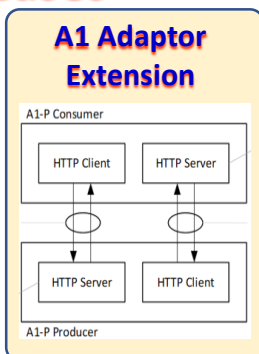 A1 Adaptor
Extension
A1-P Consumer
HTTP Client
HTTP Server
HTTP Server
HTTP Client
A1-P Producer